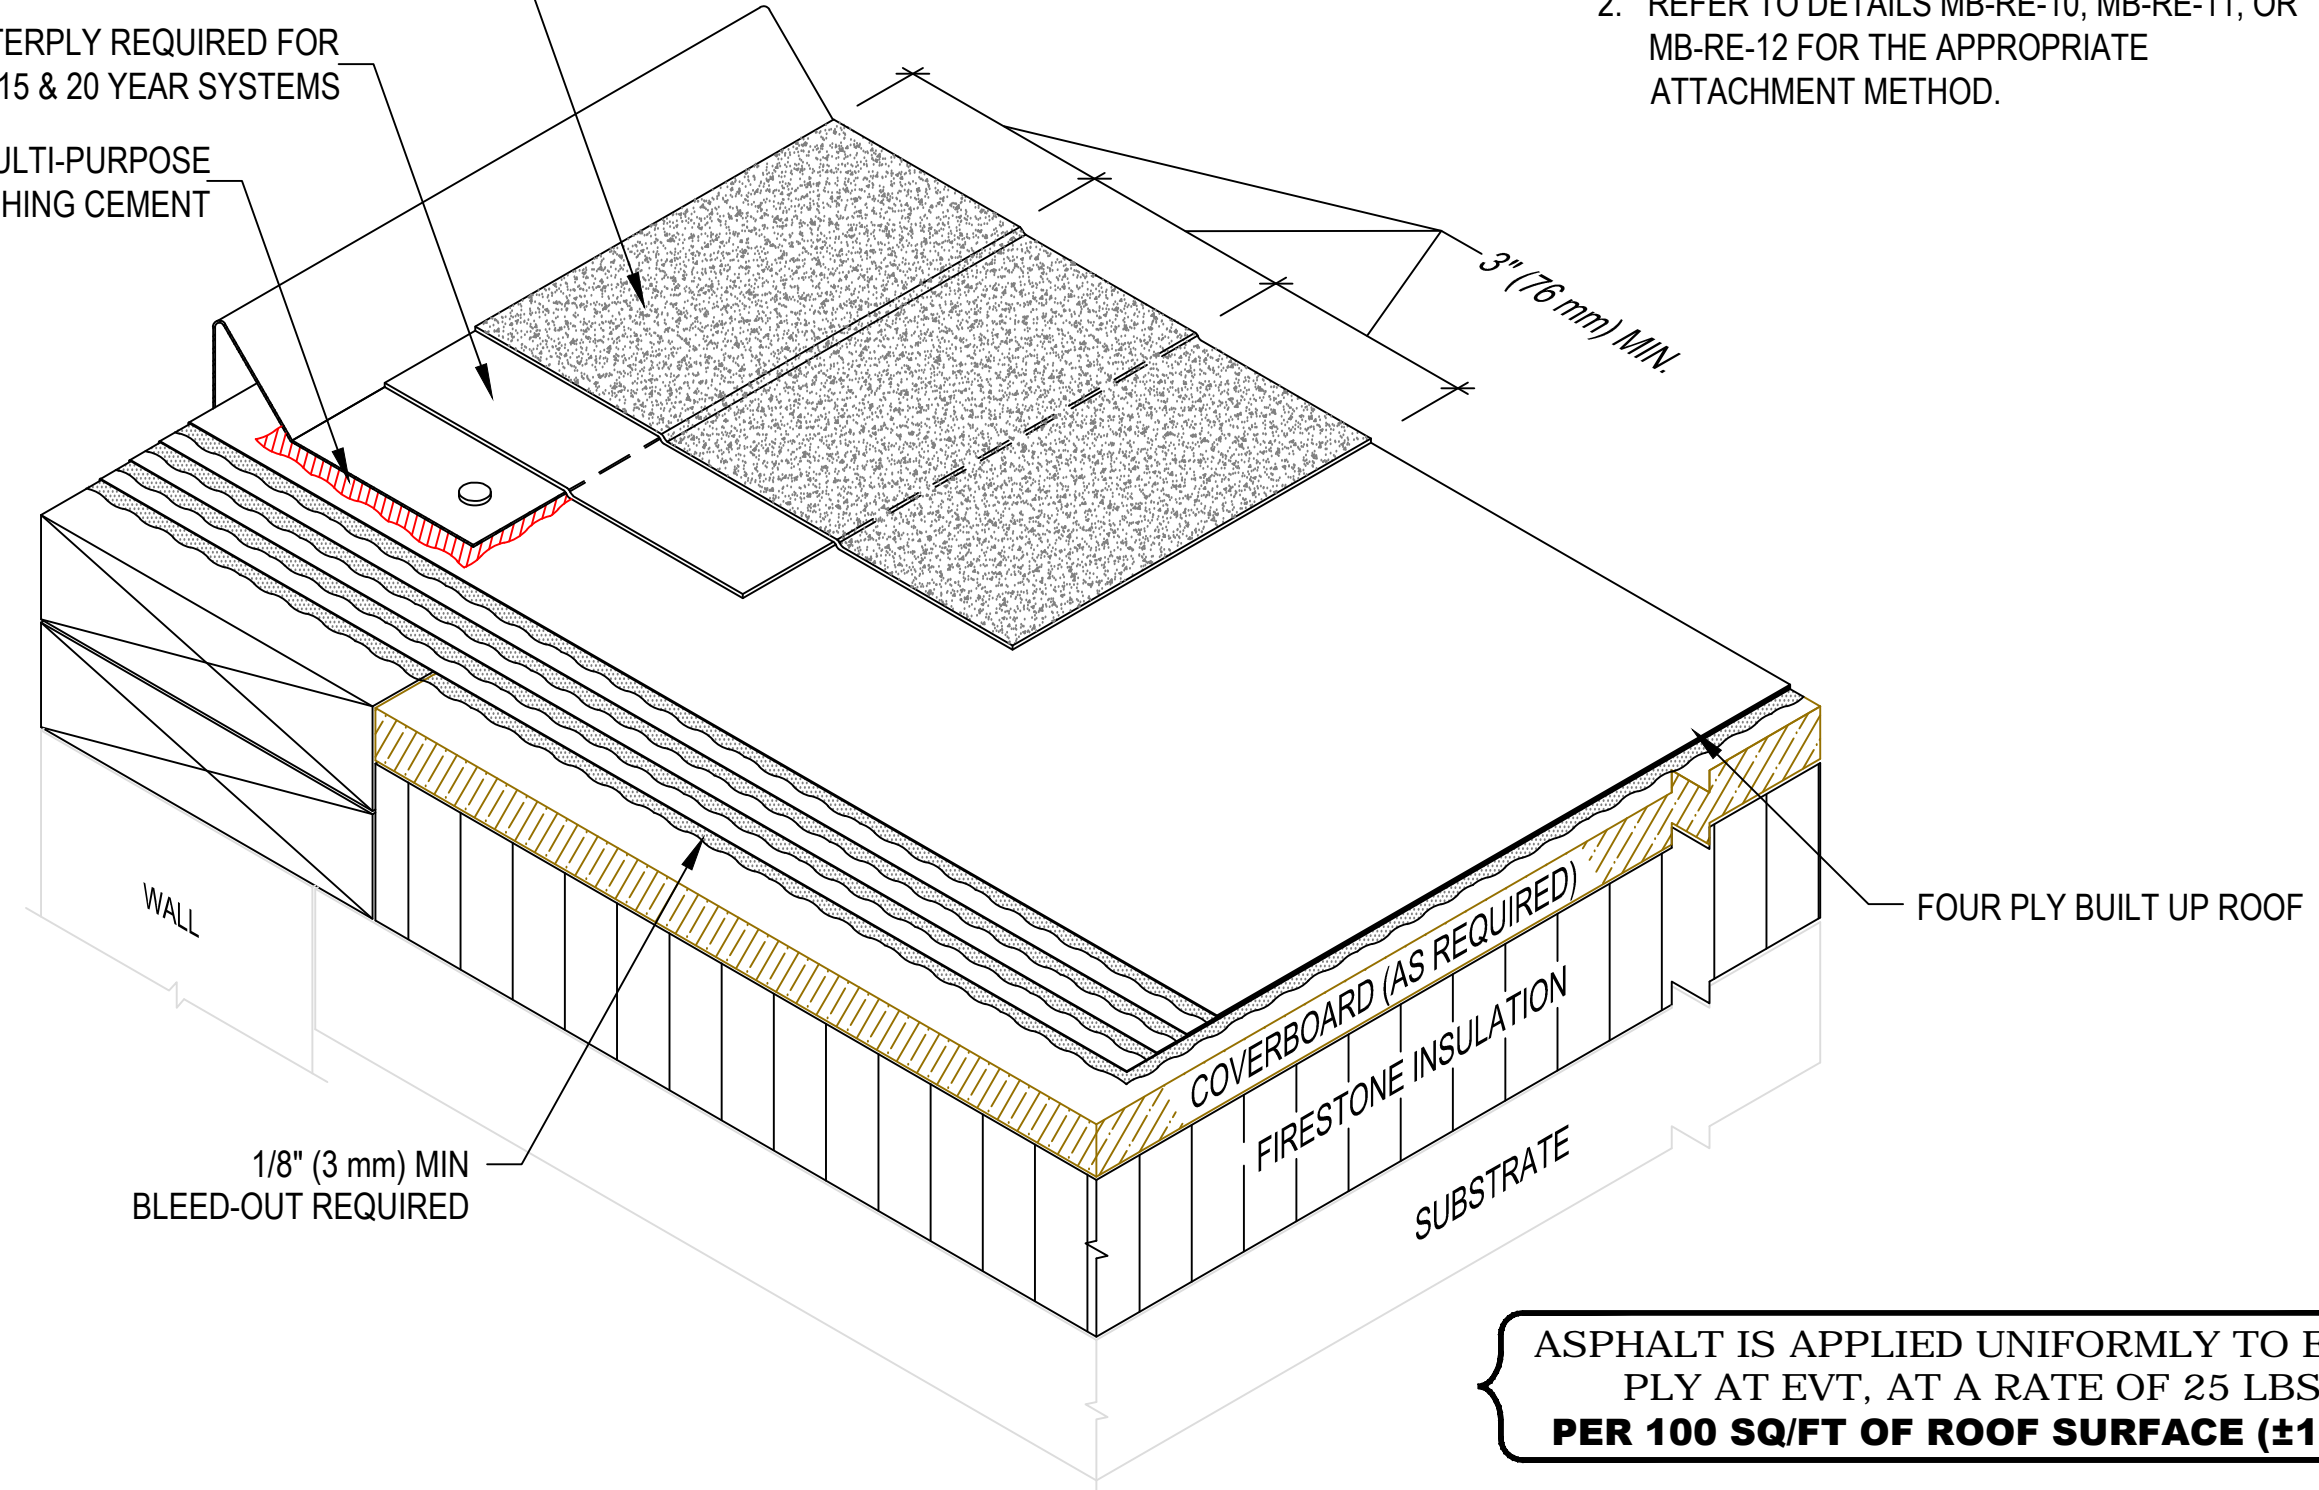 2. REFER TO DETAILS MB-RE-10, MB-RE-11, OR
MB-RE-12 FOR THE APPROPRIATE
ATTACHMENT METHOD.
TERPLY REQUIRED FOR
15 & 20 YEAR SYSTEMS
ULTI-PURPOSE
HING CEMENT
3" (76 mm) MIN.
WALL
FOUR PLY BUILT UP ROOF
COVERBOARD (AS REQUIRED)
FIRESTONE INSULATION
SUBSTRATE
1/8" (3 mm) MIN
BLEED-OUT REQUIRED
ASPHALT IS APPLIED UNIFORMLY TO E
PLY AT EVT, AT A RATE OF 25 LBS
PER 100 SQ/FT OF ROOF SURFACE (±1